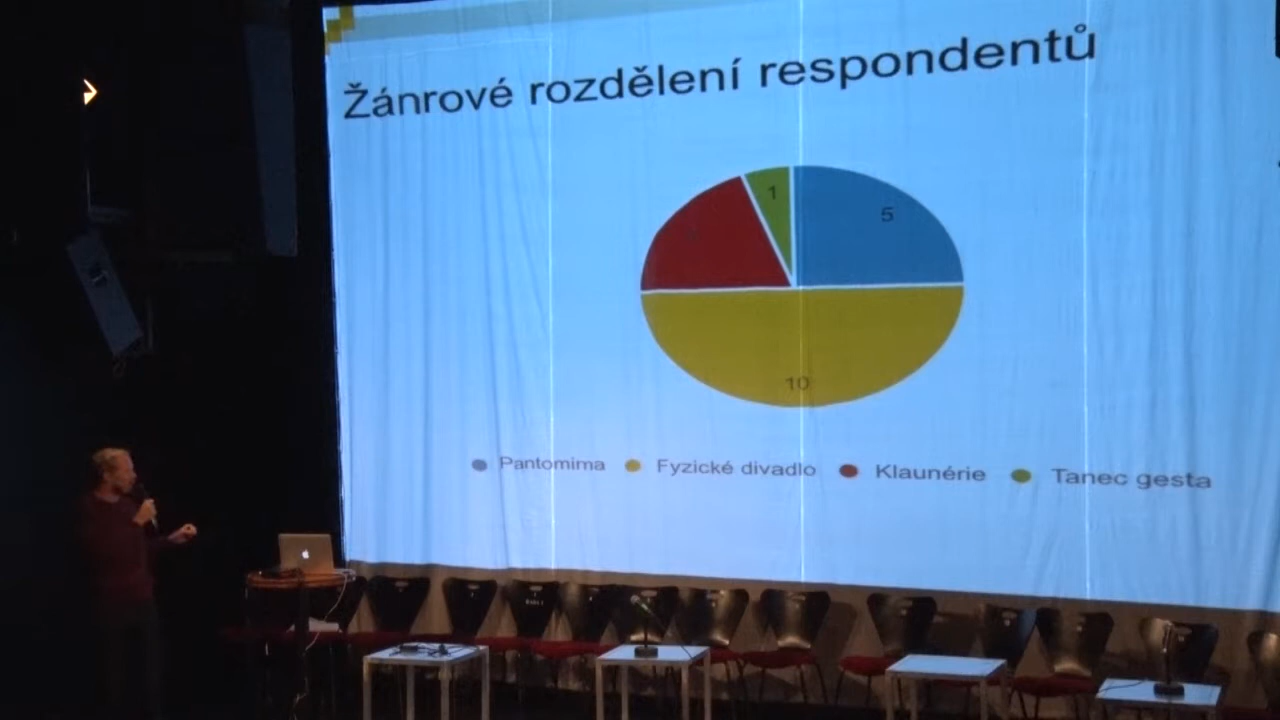 Žánrové rozdělení respondentů
1
5
10
Pantomima Fyzické divadlo Klaunérie Tanec gesta